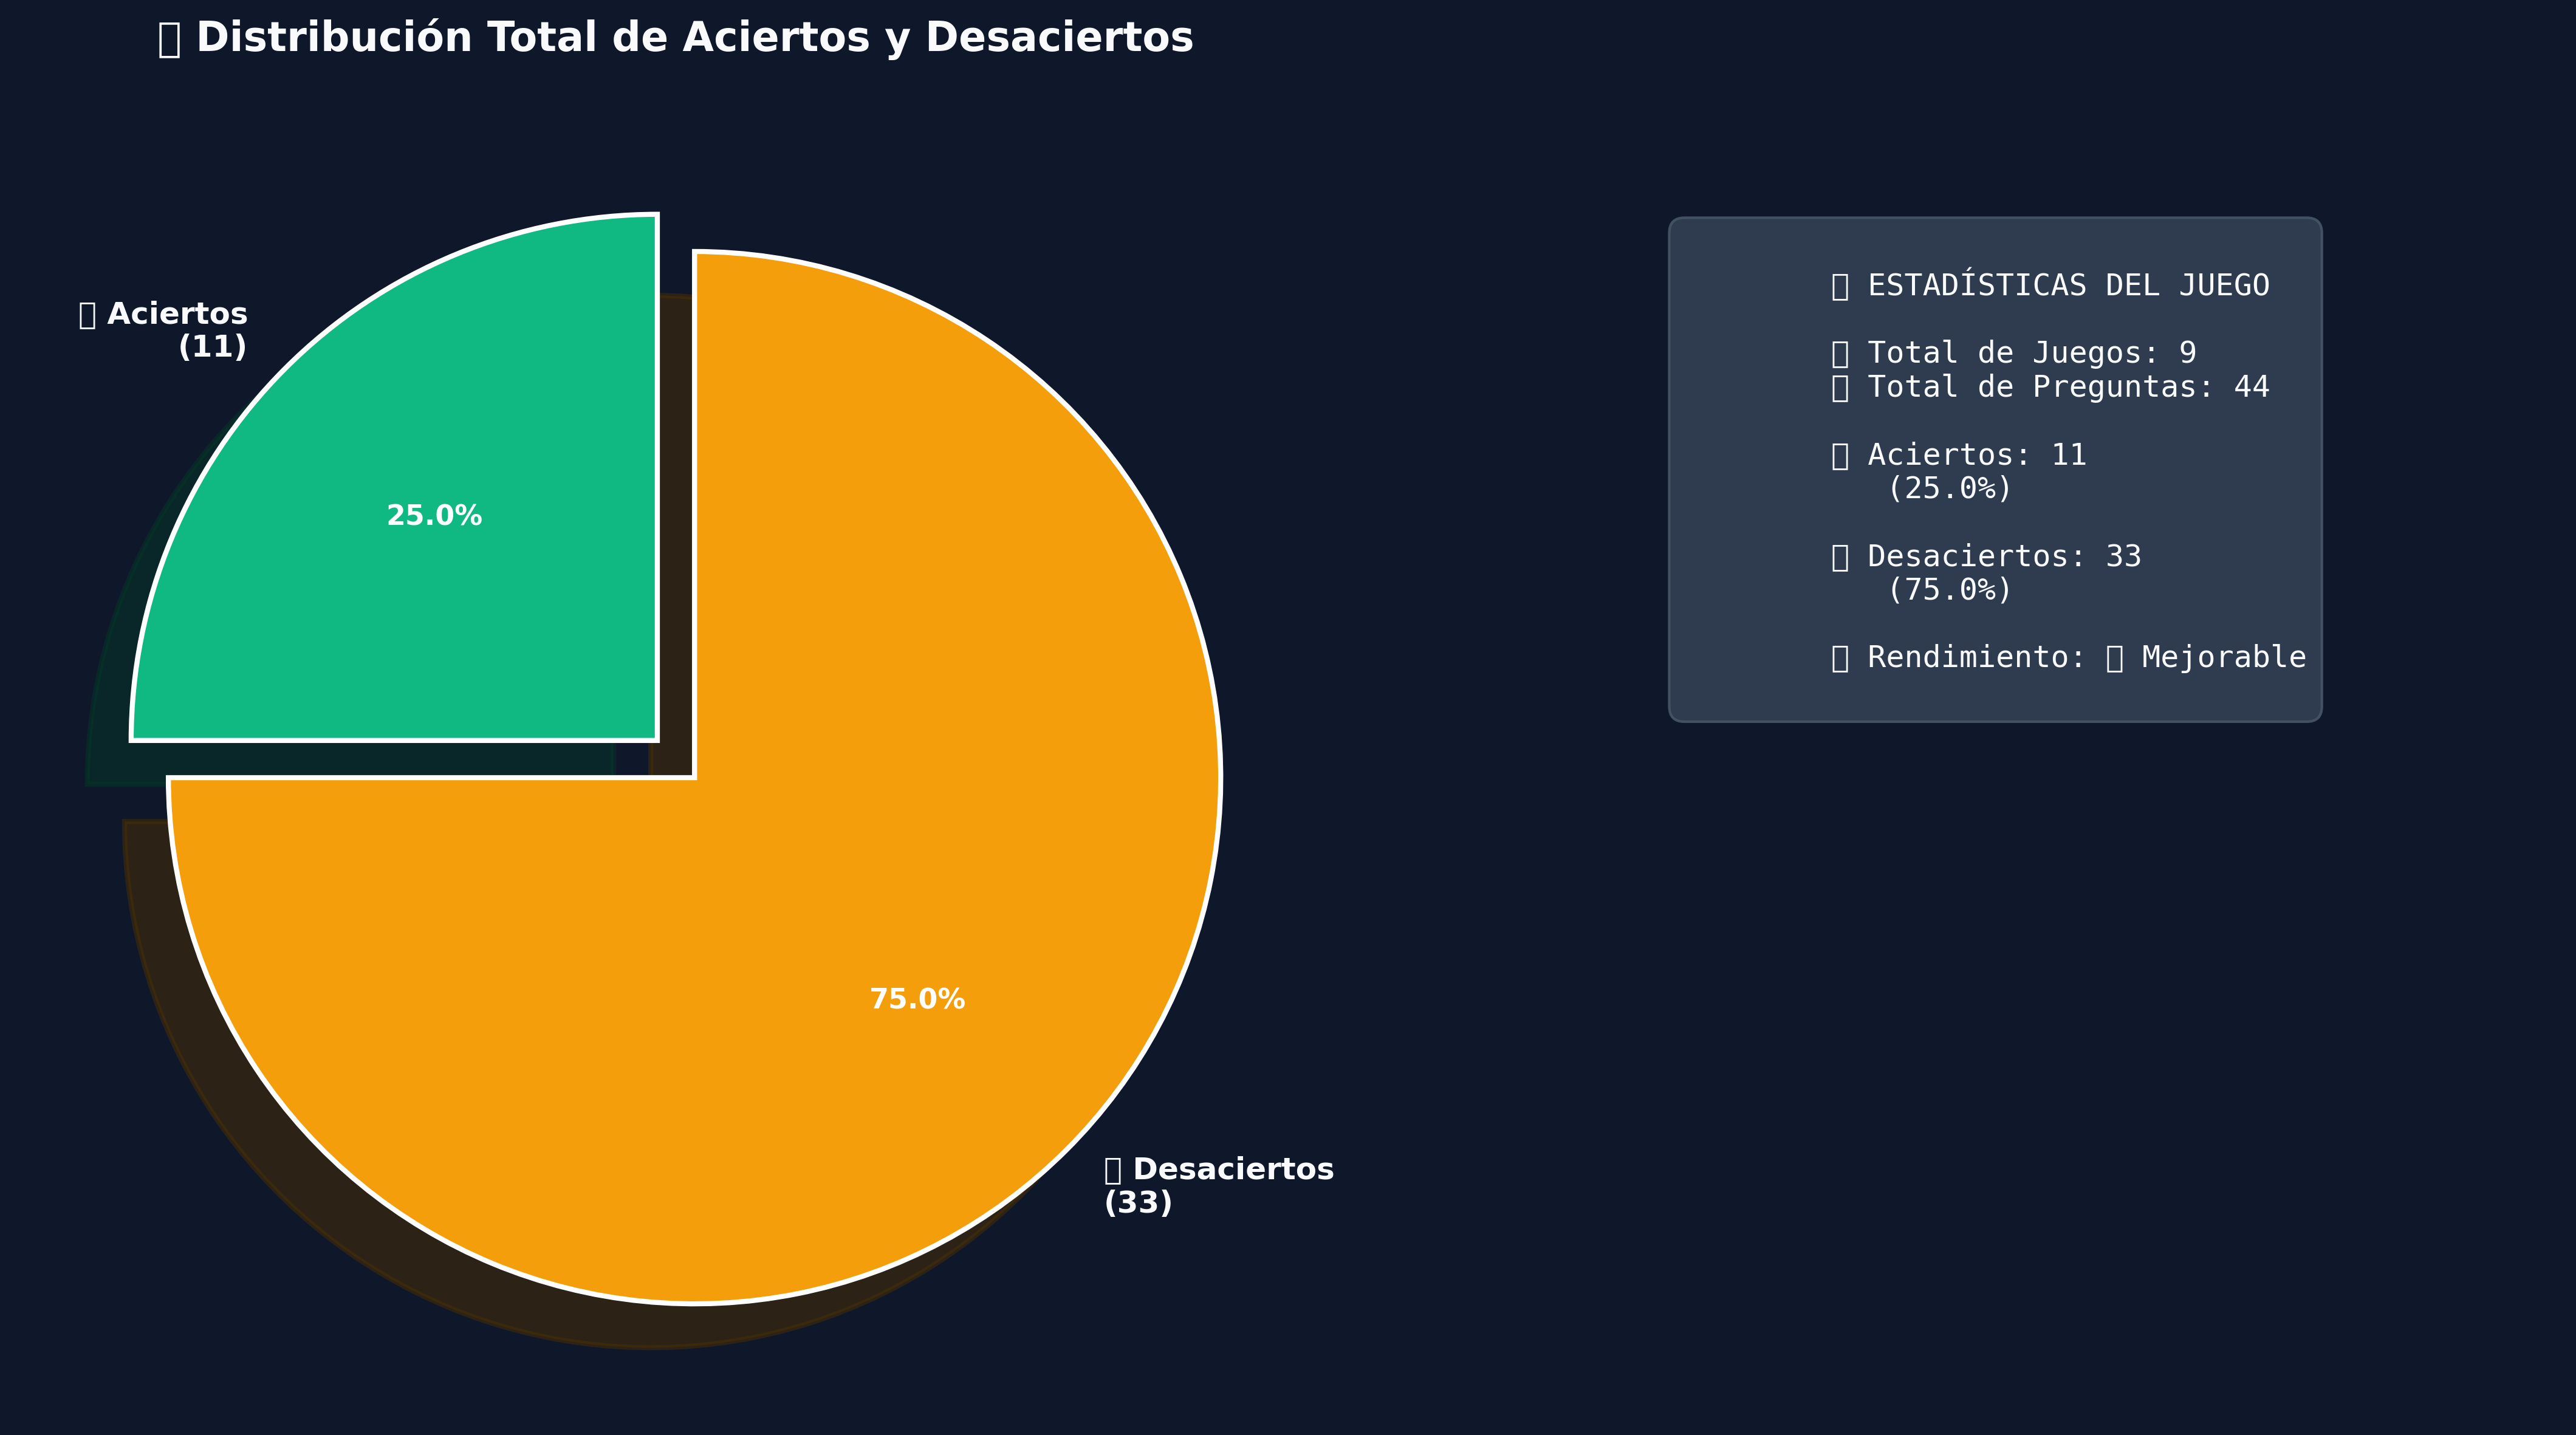 Distribución Total de Aciertos y Desaciertos
Aciertos
(11)
25.0%
75.0%
Desaciertos
(33)
ESTADÍSTICAS DEL JUEGO
Total de Juegos: 9
Total de Preguntas: 44
Aciertos: 11
(25.0%)
Desaciertos: 33
(75.0%)
Rendimiento: Mejorable